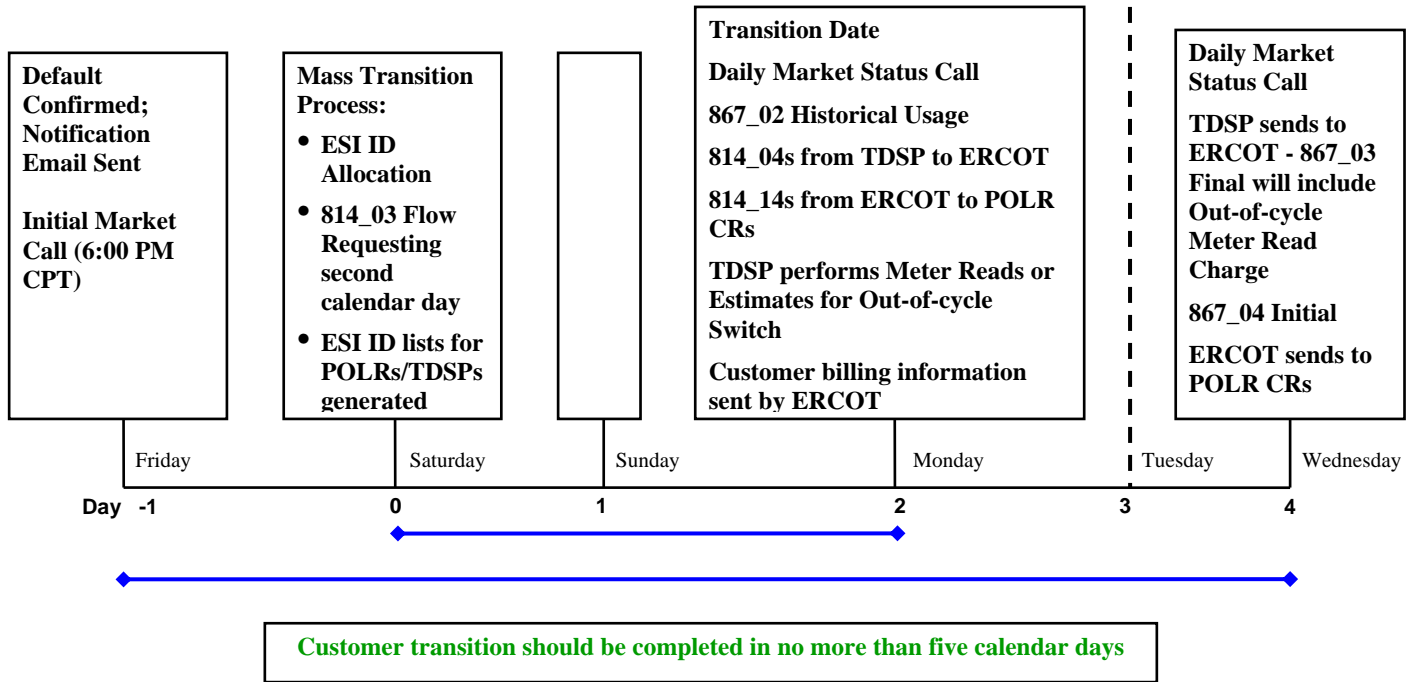 Default
Confirmed;
Notification
Email Sent
Initial Market
Call (6:00 PM
CPT)
Mass Transition
Process:
• ESI ID
Allocation
• 814_03 Flow
Requesting
second
calendar day
• ESI ID lists for
POLRs/TDSPs
generated
Transition Date
Daily Market Status Call
867_02 Historical Usage
814_04s from TDSP to ERCOT
814_14s from ERCOT to POLR
CRs
TDSP performs Meter Reads or
Estimates for Out-of-cycle
Switch
Customer billing information
sent by ERCOT
Daily Market
Status Call
TDSP sends to
ERCOT - 867_03
Final will include
Out-of-cycle
Meter Read
Charge
867_04 Initial
ERCOT sends to
POLR CRs
Friday
Saturday
Sunday
Monday
Tuesday
Wednesday
Day -1 0 1 2 3 4
Customer transition should be completed in no more than five calendar days